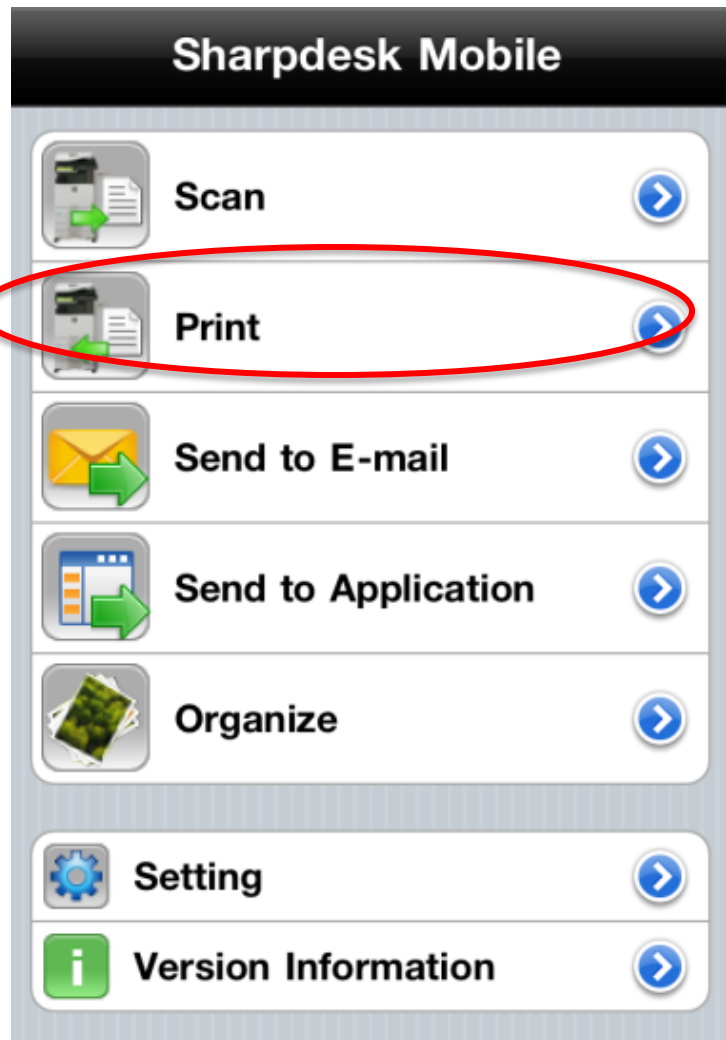 Sharpdesk Mobile
Scan
Print
Send to E-mail
Send to Application
Organize
Setting
i
Version Information